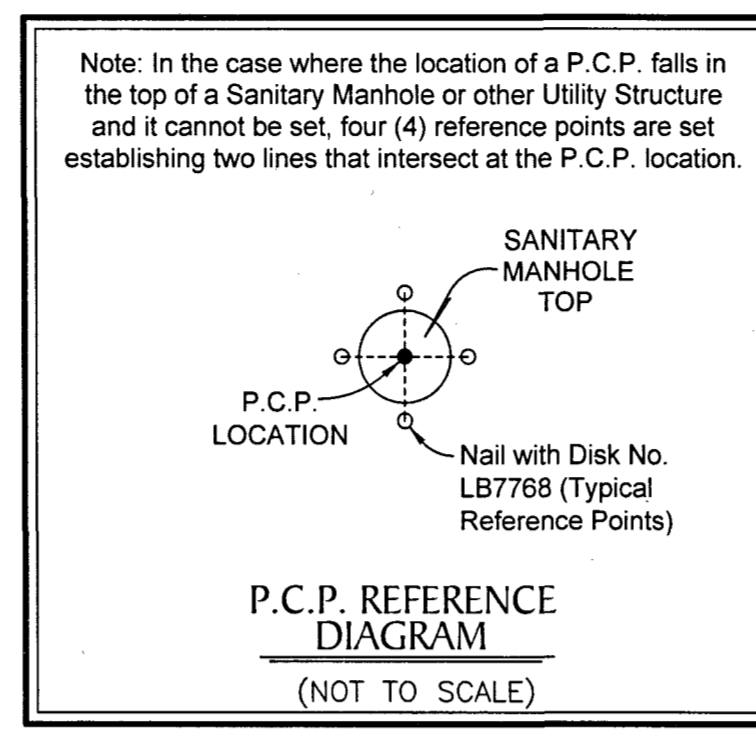 Note: In the case where the location of a P.C.P. falls in
the top of a Sanitary Manhole or other Utility Structure
and it cannot be set, four (4) reference points are set
establishing two lines that intersect at the P.C.P. location.
SANITARY
MANHOLE
TOP
P.C.P.
LOCATION
Nail with Disk No.
LB7768 (Typical
Reference Points)
P.C.P. REFERENCE
DIAGRAM
(NOT TO SCALE)